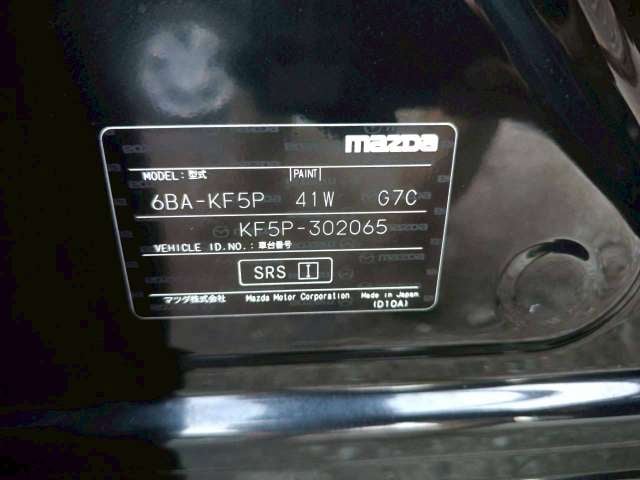 mazda
MODEL: 型式 PAINT
6BA-KF5P 41W G7C
KF5P-302065
VEHICLE ID.NO.: 車台番号
SRS I
マツダ株式会社 Mazda Motor Corporation Made in Japan
(D10A)